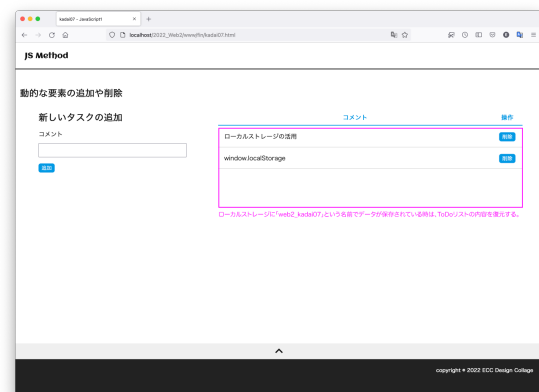 kadai07 - JavaScript1
localhost/2022_Web2/www/fin/kadai07.html
JS Method
動的な要素の追加や削除
新しいタスクの追加
コメント
追加
コメント 操作
ローカルストレージの活用 削除
window.localStorage 削除
ローカルストレージに「web2_kadai07」という名前でデータが保存されている時は、ToDoリストの内容を復元する。
copyright © 2022 ECC Design Collage